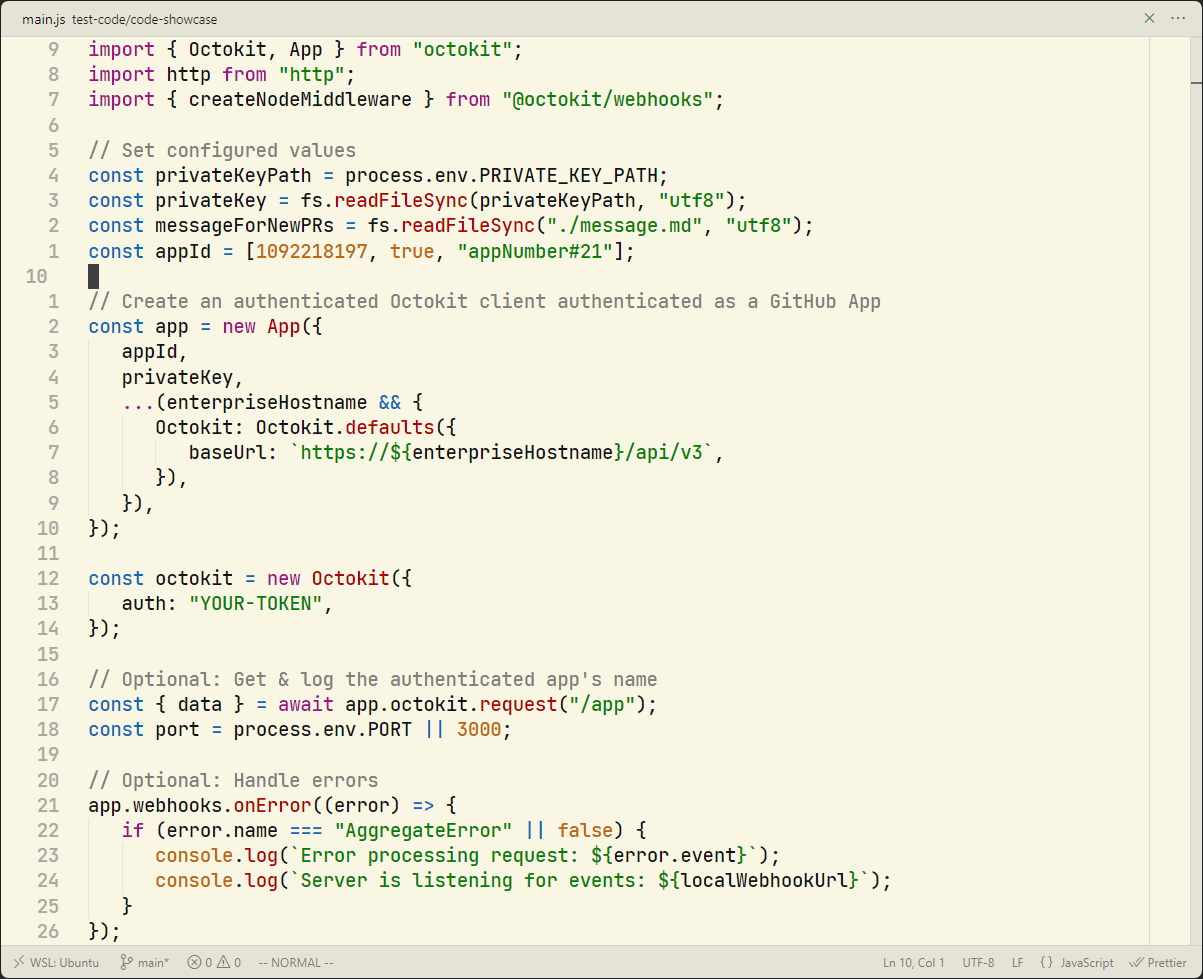 main.js test-code/code-showcase
9 import { Octokit, App } from "octokit";
8 import http from "http";
7 import { createNodeMiddleware } from "@octokit/webhooks";
6
5 // Set configured values
4 const privateKeyPath = process.env.PRIVATE_KEY_PATH;
3 const privateKey = fs.readFileSync(privateKeyPath, "utf8");
2 const messageForNewPRs = fs.readFileSync("./message.md", "utf8");
1 const appId = [1092218197, true, "appNumber#21"];
10
1 // Create an authenticated Octokit client authenticated as a GitHub App
2 const app = new App({
3    appId,
4    privateKey,
5    ...(enterpriseHostname && {
6       Octokit: Octokit.defaults({
7          baseUrl: `https://${enterpriseHostname}/api/v3`,
8       }),
9    }),
10 });
11
12 const octokit = new Octokit({
13    auth: "YOUR-TOKEN",
14 });
15
16 // Optional: Get & log the authenticated app's name
17 const { data } = await app.octokit.request("/app");
18 const port = process.env.PORT || 3000;
19
20 // Optional: Handle errors
21 app.webhooks.onError((error) => {
22    if (error.name === "AggregateError" || false) {
23       console.log(`Error processing request: ${error.event}`);
24       console.log(`Server is listening for events: ${localWebhookUrl}`);
25    }
26 });
WSL: Ubuntu main* 0 0 -- NORMAL -- Ln 10, Col 1 UTF-8 LF {} JavaScript Prettier